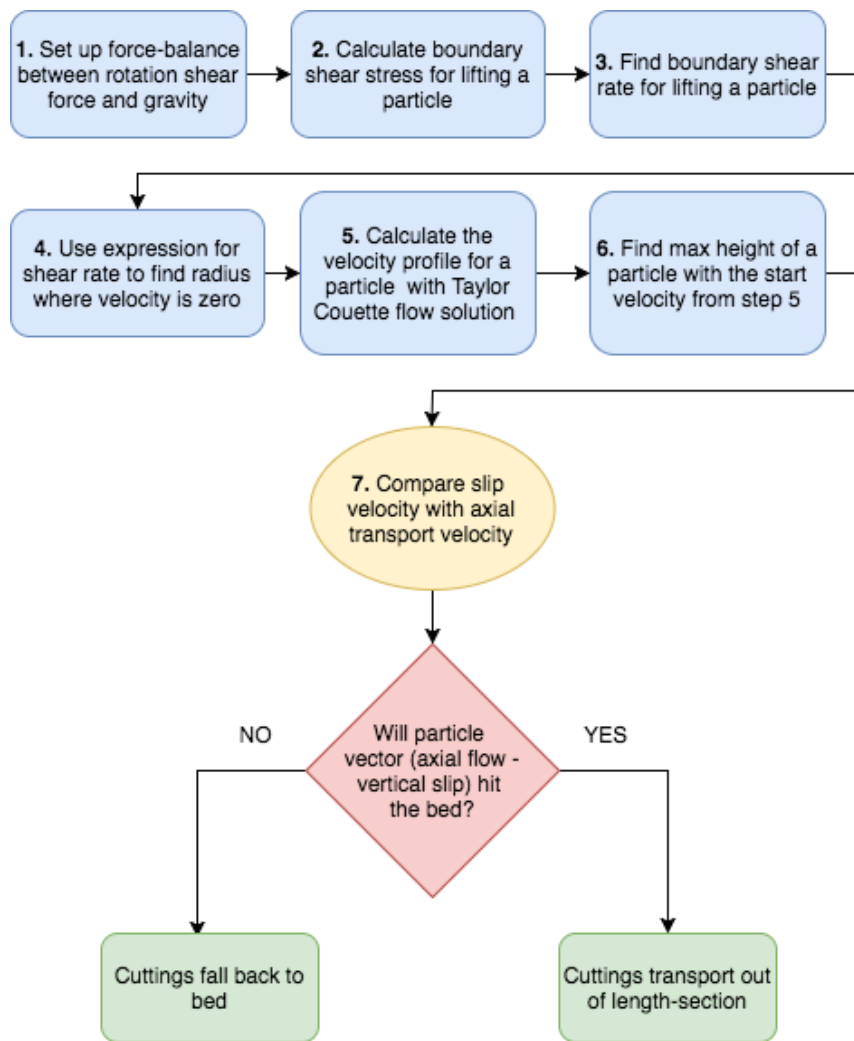 1. Set up force-balance
between rotation shear
force and gravity
2. Calculate boundary
shear stress for lifting a
particle
3. Find boundary shear
rate for lifting a particle
4. Use expression for
shear rate to find radius
where velocity is zero
5. Calculate the
velocity profile for a
particle with Taylor
Couette flow solution
6. Find max height of a
particle with the start
velocity from step 5
7. Compare slip
velocity with axial
transport velocity
Will particle
vector (axial flow -
vertical slip) hit
the bed?
NO
YES
Cuttings fall back to
bed
Cuttings transport out
of length-section